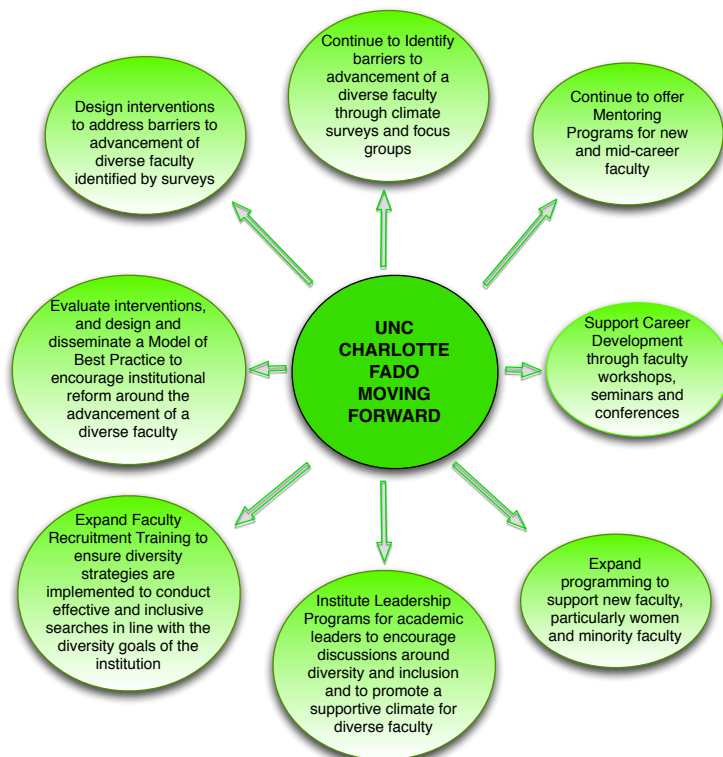 Continue to Identify
barriers to
advancement of a
diverse faculty
through climate
surveys and focus
groups
Design interventions
to address barriers to
advancement of
diverse faculty
identified by surveys
Continue to offer
Mentoring
Programs for new
and mid-career
faculty
Evaluate interventions,
and design and
disseminate a Model of
Best Practice to
encourage institutional
reform around the
advancement of a
diverse faculty
UNC
CHARLOTTE
FADO
MOVING
FORWARD
Support Career
Development
through faculty
workshops,
seminars and
conferences
Expand Faculty
Recruitment Training to
ensure diversity
strategies are
implemented to conduct
effective and inclusive
searches in line with the
diversity goals of the
institution
Institute Leadership
Programs for academic
leaders to encourage
discussions around
diversity and inclusion
and to promote a
supportive climate for
diverse faculty
Expand
programming to
support new faculty,
particularly women
and minority faculty